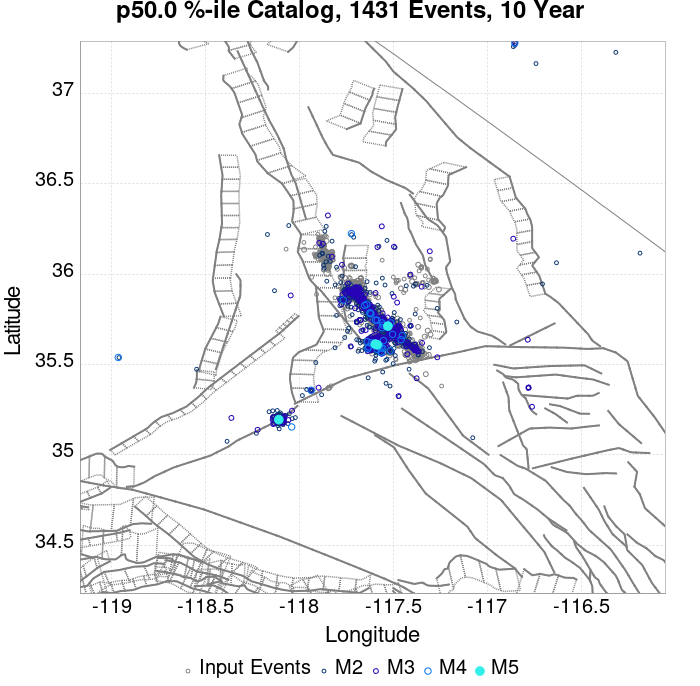 p50.0 %-ile Catalog, 1431 Events, 10 Year
37
36.5
36
35.5
35
34.5
Latitude
-119 -118.5 -118 -117.5 -117 -116.5
Longitude
Input Events M2 M3 M4 M5